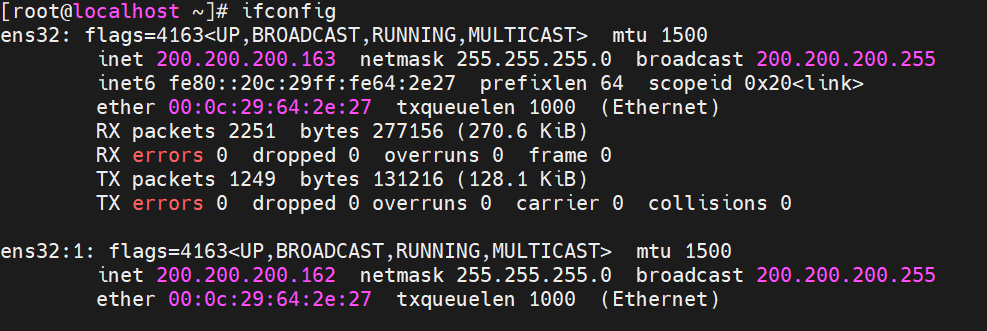 [root@localhost ~]# ifconfig
ens32: flags=4163<UP,BROADCAST,RUNNING,MULTICAST>  mtu 1500
        inet 200.200.200.163  netmask 255.255.255.0  broadcast 200.200.200.255
        inet6 fe80::20c:29ff:fe64:2e27  prefixlen 64  scopeid 0x20<link>
        ether 00:0c:29:64:2e:27  txqueuelen 1000  (Ethernet)
        RX packets 2251  bytes 277156 (270.6 KiB)
        RX errors 0  dropped 0  overruns 0  frame 0
        TX packets 1249  bytes 131216 (128.1 KiB)
        TX errors 0  dropped 0 overruns 0  carrier 0  collisions 0

ens32:1: flags=4163<UP,BROADCAST,RUNNING,MULTICAST>  mtu 1500
        inet 200.200.200.162  netmask 255.255.255.0  broadcast 200.200.200.255
        ether 00:0c:29:64:2e:27  txqueuelen 1000  (Ethernet)